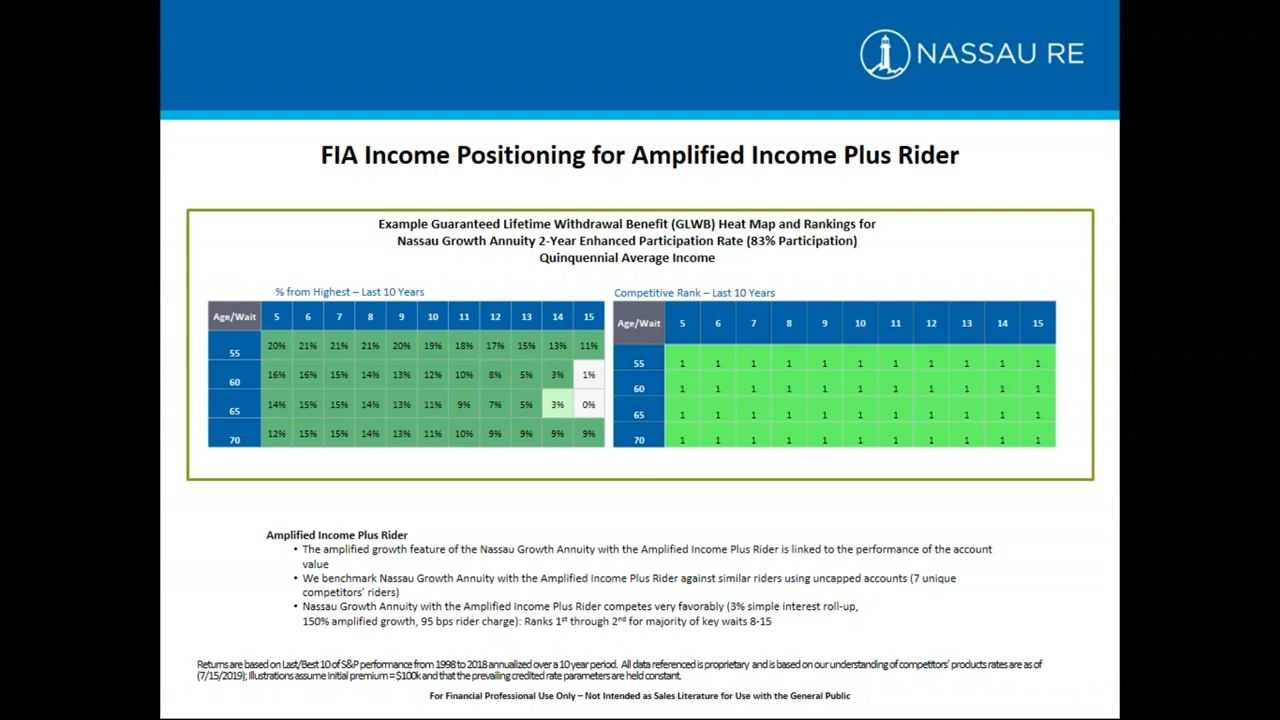 NASSAU RE
FIA Income Positioning for Amplified Income Plus Rider
Example Guaranteed Lifetime Withdrawal Benefit (GLWB) Heat Map and Rankings for
Nassau Growth Annuity 2-Year Enhanced Participation Rate (83% Participation)
Quinquennial Average Income
% from Highest – Last 10 Years
Age/Wait 5 6 7 8 9 10 11 12 13 14 15
55 20% 21% 21% 21% 20% 19% 18% 17% 15% 13% 11%
60 16% 16% 15% 14% 13% 12% 10% 8% 5% 3% 1%
65 14% 15% 15% 14% 13% 11% 9% 7% 5% 3% 0%
70 12% 15% 15% 14% 13% 11% 10% 9% 9% 9% 9%
Competitive Rank – Last 10 Years
Age/Wait 5 6 7 8 9 10 11 12 13 14 15
55 1 1 1 1 1 1 1 1 1 1 1
60 1 1 1 1 1 1 1 1 1 1 1
65 1 1 1 1 1 1 1 1 1 1 1
70 1 1 1 1 1 1 1 1 1 1 1
Amplified Income Plus Rider
• The amplified growth feature of the Nassau Growth Annuity with the Amplified Income Plus Rider is linked to the performance of the account
value
• We benchmark Nassau Growth Annuity with the Amplified Income Plus Rider against similar riders using uncapped accounts (7 unique
competitors' riders)
• Nassau Growth Annuity with the Amplified Income Plus Rider competes very favorably (3% simple interest roll-up,
150% amplified growth, 95 bps rider charge): Ranks 1st through 2nd for majority of key waits 8-15
Returns are based on Last/Best 10 of S&P performance from 1998 to 2018 annualized over a 10 year period. All data referenced is proprietary and is based on our understanding of competitors' products rates are as of
(7/15/2019); Illustrations assume Initial premium = $100k and that the prevailing credited rate parameters are held constant.
For Financial Professional Use Only – Not Intended as Sales Literature for Use with the General Public